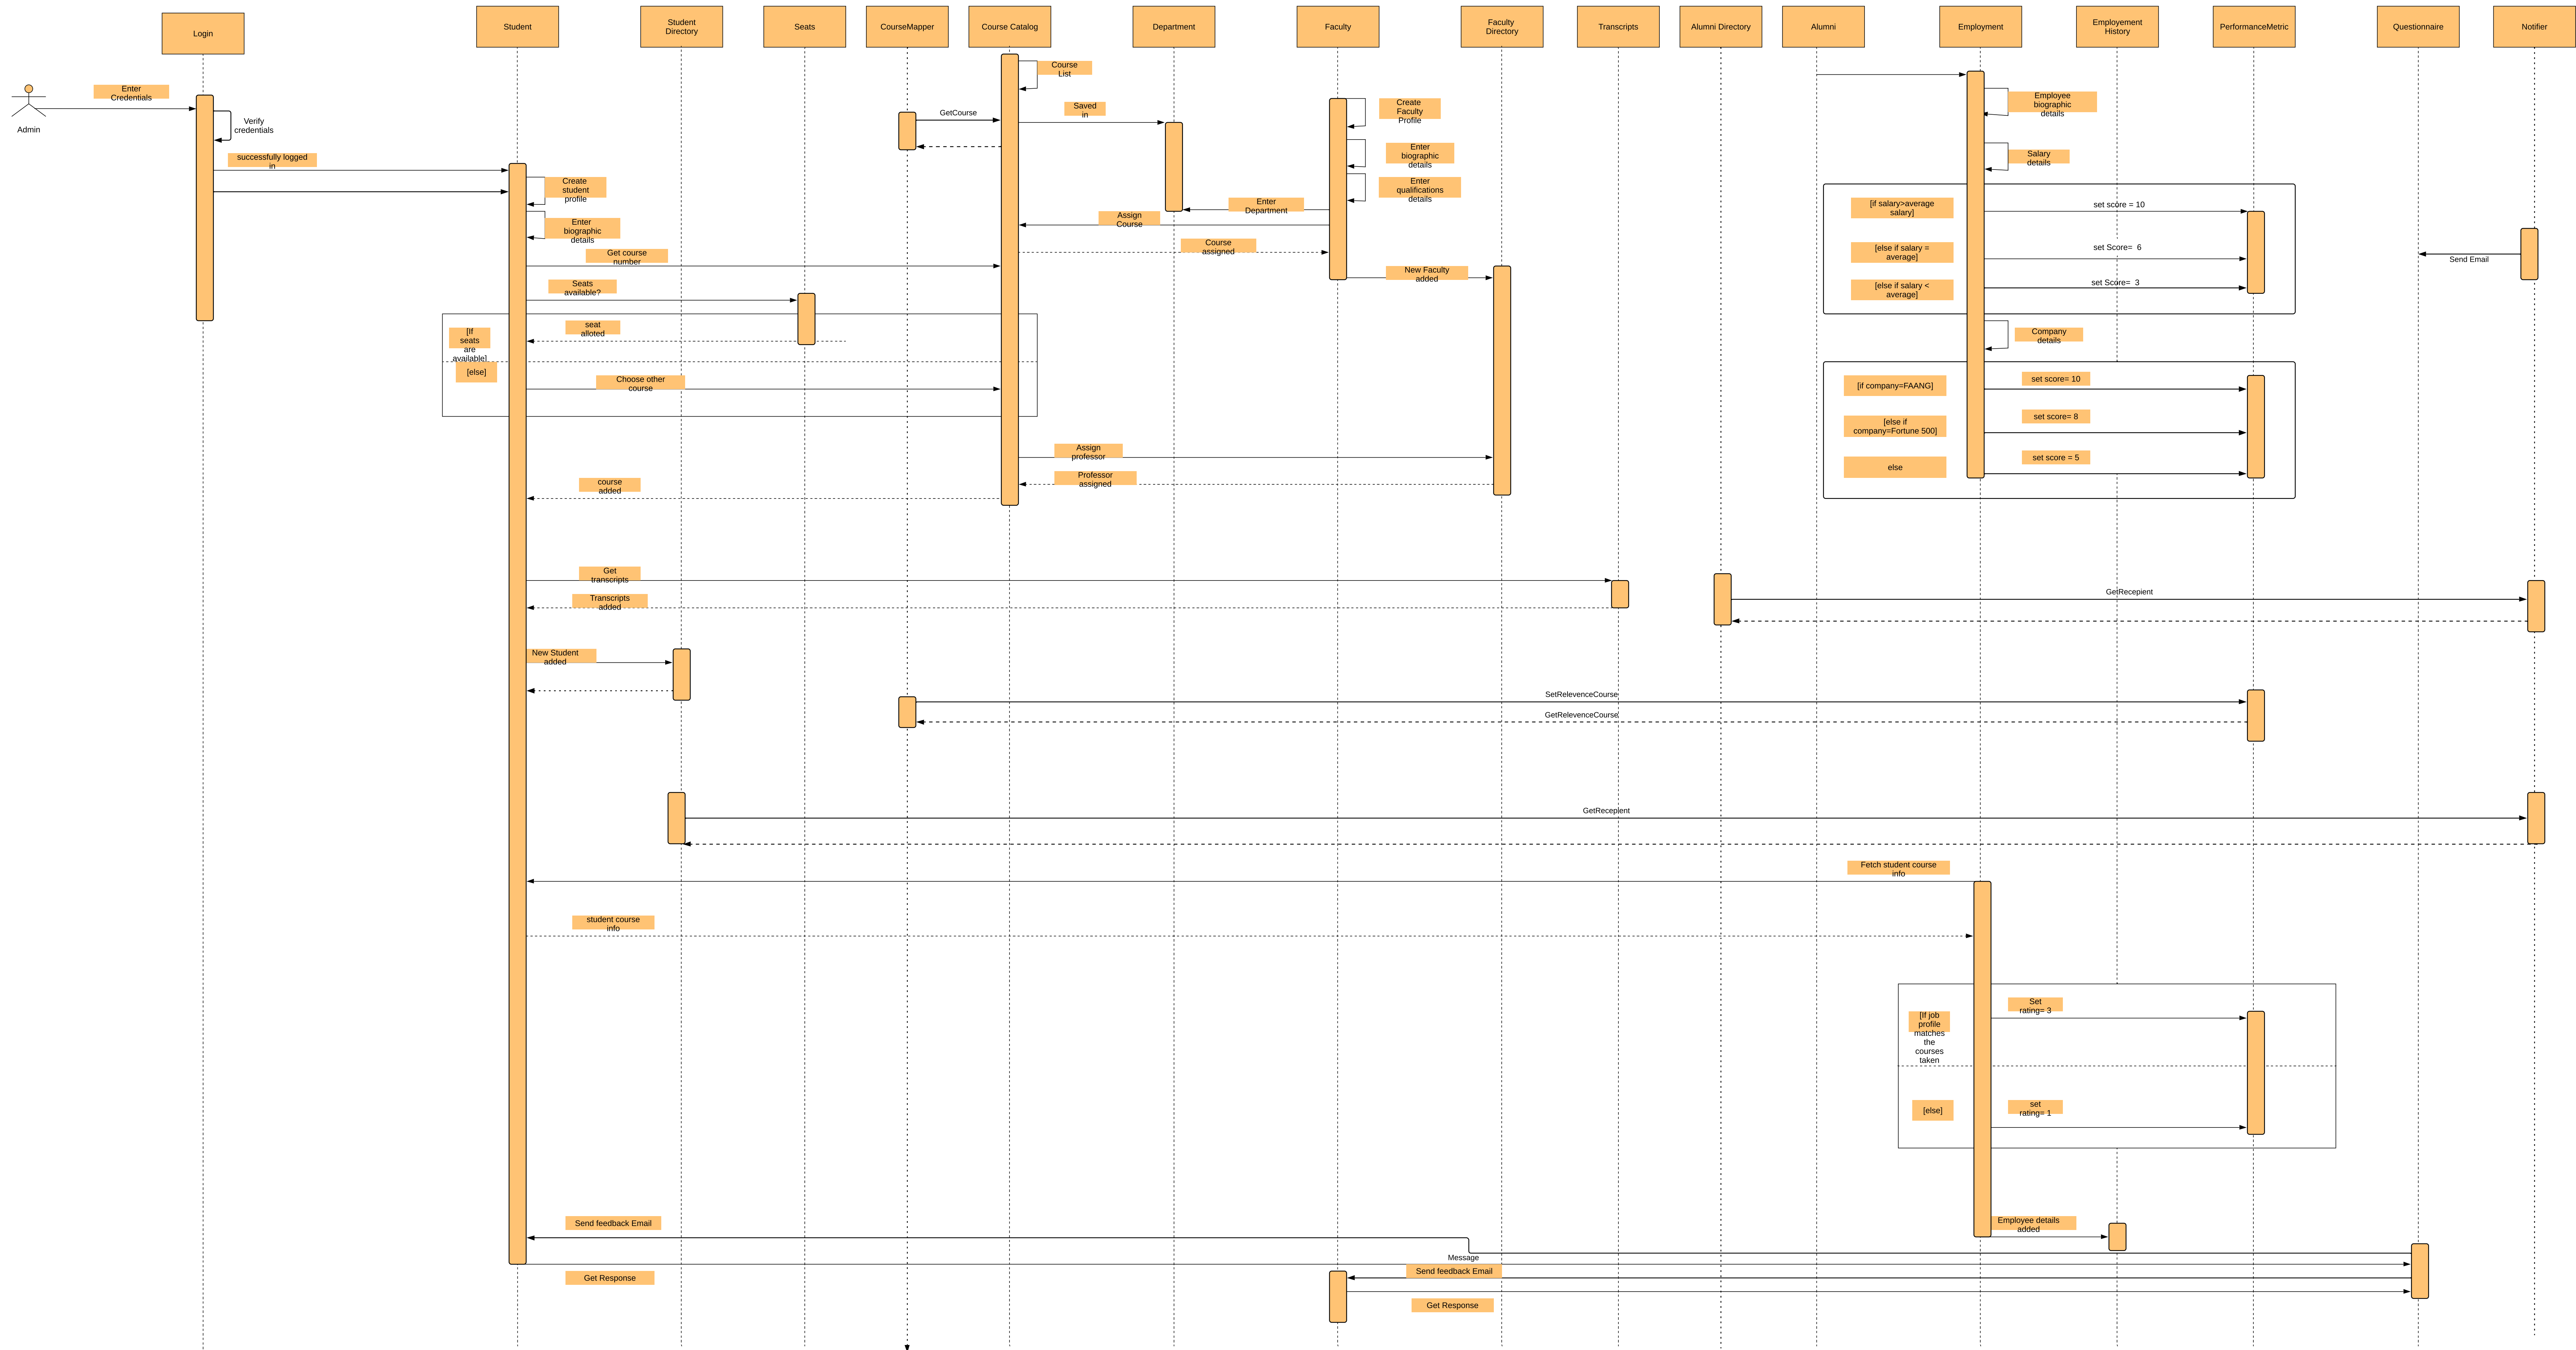 Login
Student
Student
Directory
Seats
CourseMapper
Course Catalog
Department
Faculty
Faculty
Directory
Transcripts
Alumni Directory
Alumni
Employment
Employement
History
PerformanceMetric
Questionnaire
Notifier
Admin
Enter
Credentials
Verify
credentials
successfully logged
in
Create
student
profile
Enter
biographic
details
Get course
number
Seats
available?
[If
seats
are
available]
seat
alloted
[else]
Choose other
course
course
added
GetCourse
Course
List
Saved
in
Assign
Course
Enter
Department
Course
assigned
Create
Faculty
Profile
Enter
biographic
details
Enter
qualifications
details
New Faculty
added
Assign
professor
Professor
assigned
Employee
biographic
details
Salary
details
[if salary>average
salary]
set score = 10
[else if salary =
average]
set Score=  6
[else if salary <
average]
set Score=  3
Send Email
Company
details
[if company=FAANG]
set score= 10
[else if
company=Fortune 500]
set score= 8
else
set score = 5
Get
transcripts
Transcripts
added
GetRecepient
New Student
added
SetRelevenceCourse
GetRelevenceCourse
GetRecepient
Fetch student course
info
student course
info
[If job
profile
matches
the
courses
taken
Set
rating= 3
[else]
set
rating= 1
Employee details
added
Send feedback Email
Message
Get Response
Send feedback Email
Get Response